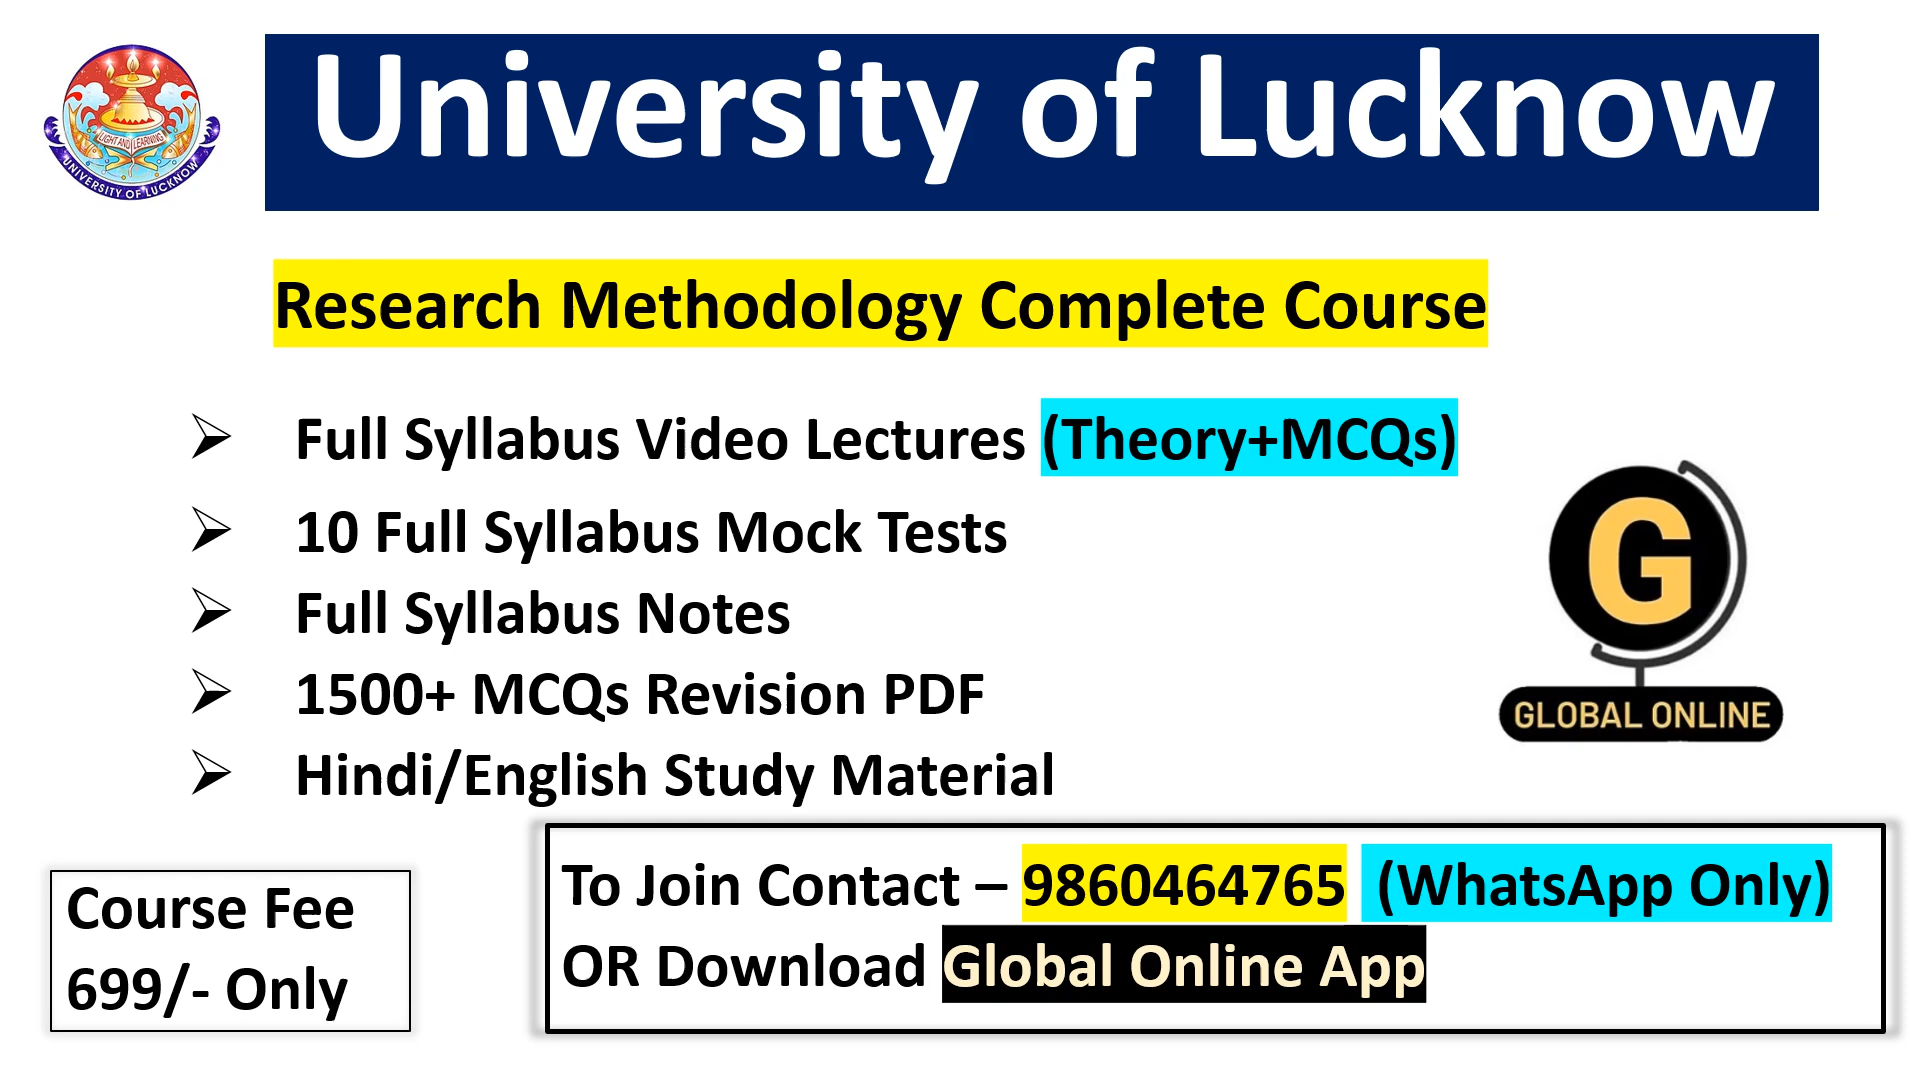 University of Lucknow
LIGHT AND LEARNING
UNIVERSITY OF LUCKNOW
Research Methodology Complete Course
➢ Full Syllabus Video Lectures (Theory+MCQs)
➢ 10 Full Syllabus Mock Tests
➢ Full Syllabus Notes
➢ 1500+ MCQs Revision PDF
➢ Hindi/English Study Material
G
GLOBAL ONLINE
Course Fee
699/- Only
To Join Contact – 9860464765 (WhatsApp Only)
OR Download Global Online App